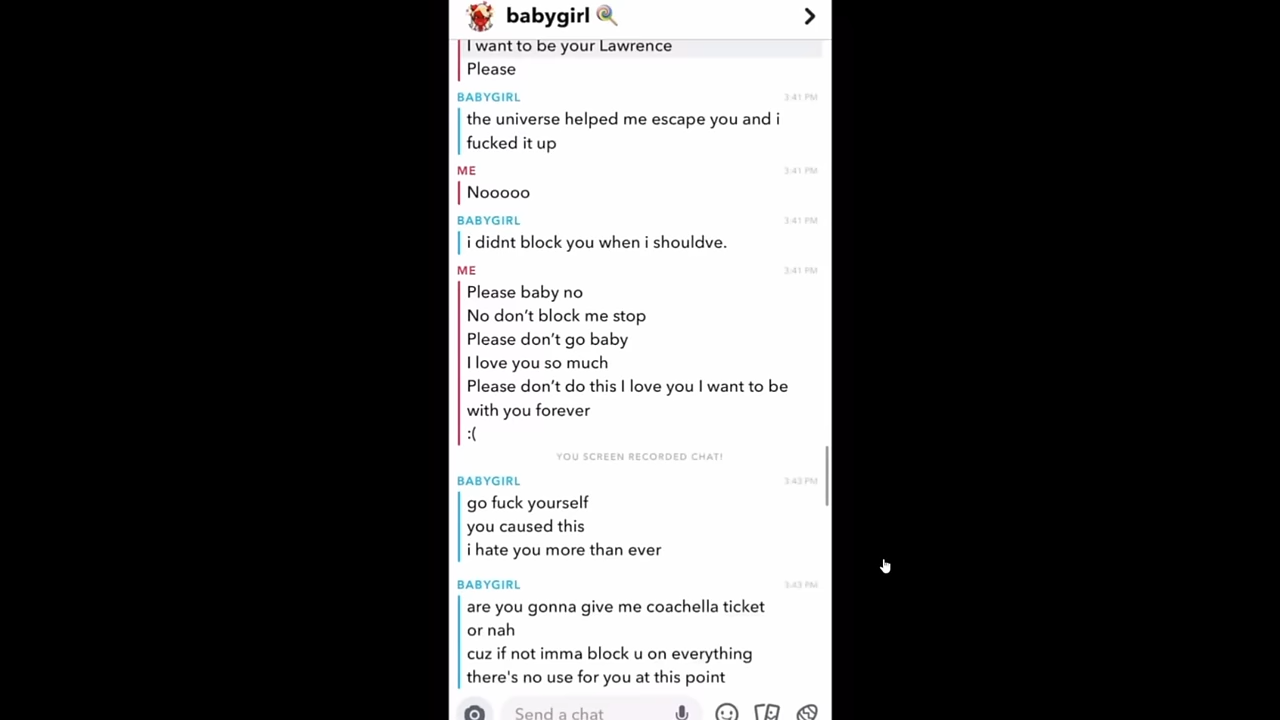 babygirl
I want to be your Lawrence
Please
BABYGIRL 3:41 PM
the universe helped me escape you and i
fucked it up
ME 3:41 PM
Nooooo
BABYGIRL 3:41 PM
i didnt block you when i shouldve.
ME 3:41 PM
Please baby no
No don't block me stop
Please don't go baby
I love you so much
Please don't do this I love you I want to be
with you forever
:(
YOU SCREEN RECORDED CHAT!
BABYGIRL 3:43 PM
go fuck yourself
you caused this
i hate you more than ever
BABYGIRL 3:43 PM
are you gonna give me coachella ticket
or nah
cuz if not imma block u on everything
there's no use for you at this point
Send a chat